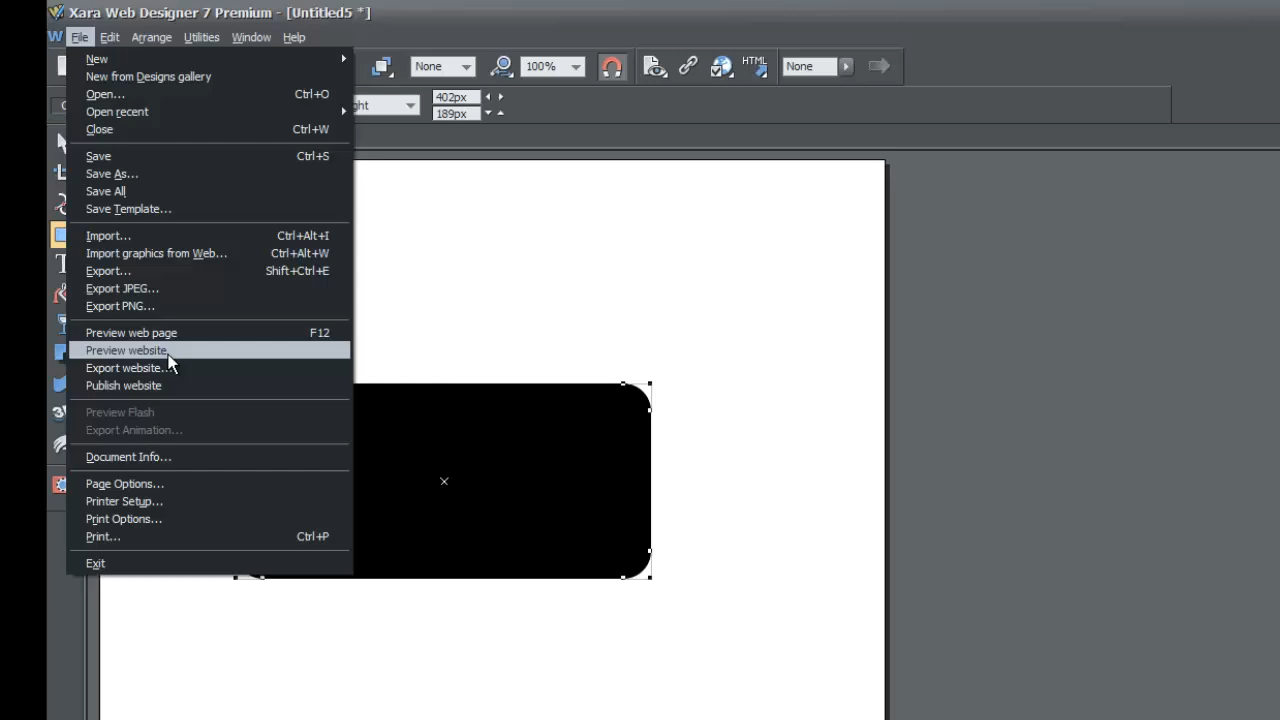 Xara Web Designer 7 Premium - [Untitled5 *]
File Edit Arrange Utilities Window Help
None 100% HTML None
402px
189px
New
New from Designs gallery
Open... Ctrl+O
Open recent
Close Ctrl+W
Save Ctrl+S
Save As...
Save All
Save Template...
Import... Ctrl+Alt+I
Import graphics from Web... Ctrl+Alt+W
Export... Shift+Ctrl+E
Export JPEG...
Export PNG...
Preview web page F12
Preview website
Export website...
Publish website
Preview Flash
Export Animation...
Document Info...
Page Options...
Printer Setup...
Print Options...
Print... Ctrl+P
Exit